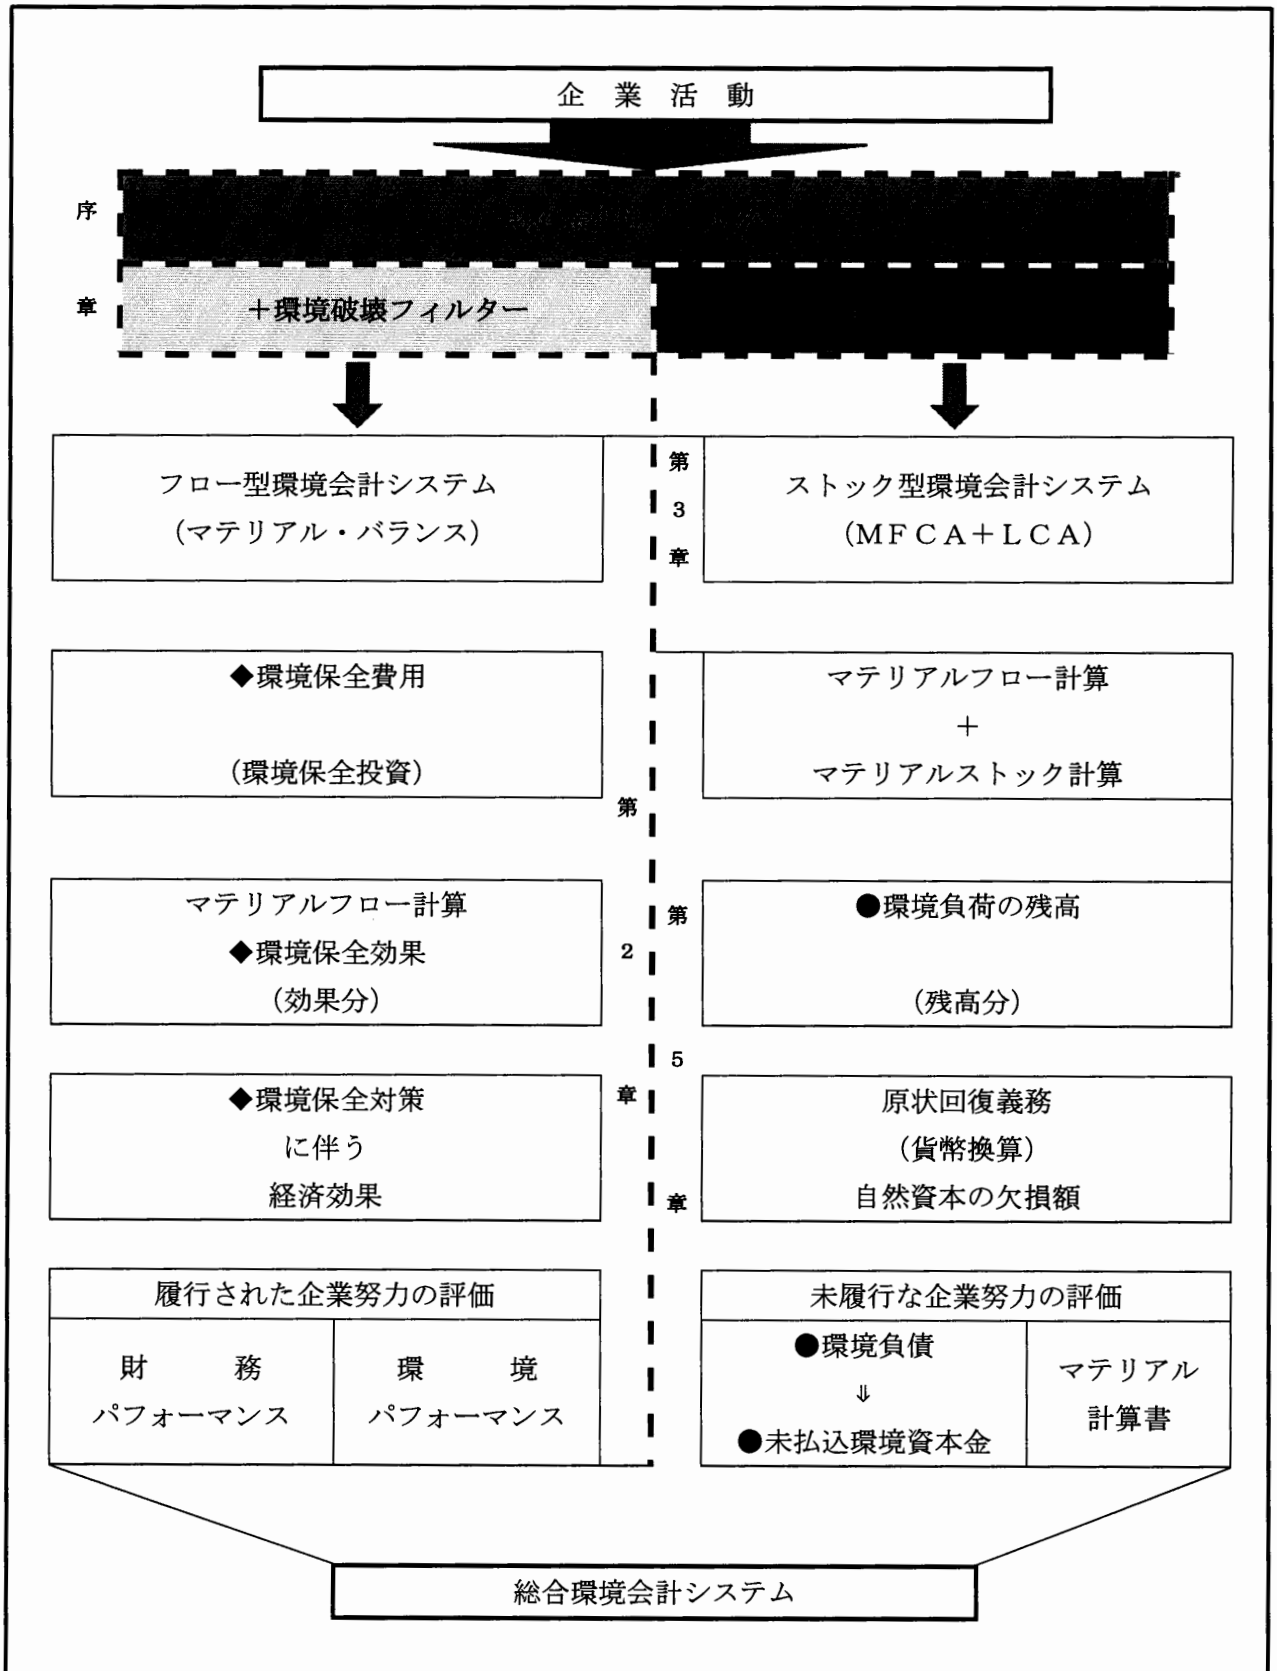 企業活動
序章
＋環境破壊フィルター
フロー型環境会計システム
（マテリアル・バランス）
第3章
ストック型環境会計システム
（ＭＦＣＡ＋ＬＣＡ）
◆環境保全費用
（環境保全投資）
マテリアルフロー計算
＋
マテリアルストック計算
第2章
マテリアルフロー計算
◆環境保全効果
（効果分）
第5章
●環境負荷の残高
（残高分）
◆環境保全対策
に伴う
経済効果
原状回復義務
（貨幣換算）
自然資本の欠損額
履行された企業努力の評価
財務
パフォーマンス
環境
パフォーマンス
未履行な企業努力の評価
●環境負債
⇓
●未払込環境資本金
マテリアル
計算書
総合環境会計システム